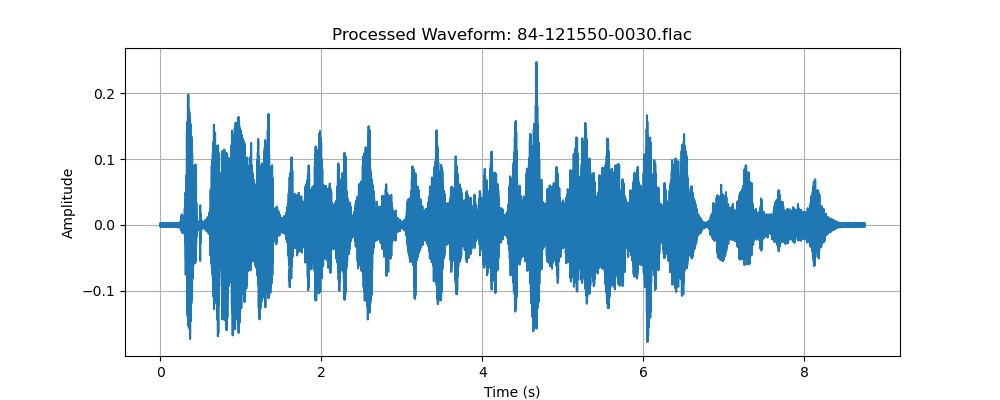 Processed Waveform: 84-121550-0030.flac
0.2
0.1
0.0
−0.1
Amplitude
0 2 4 6 8
Time (s)